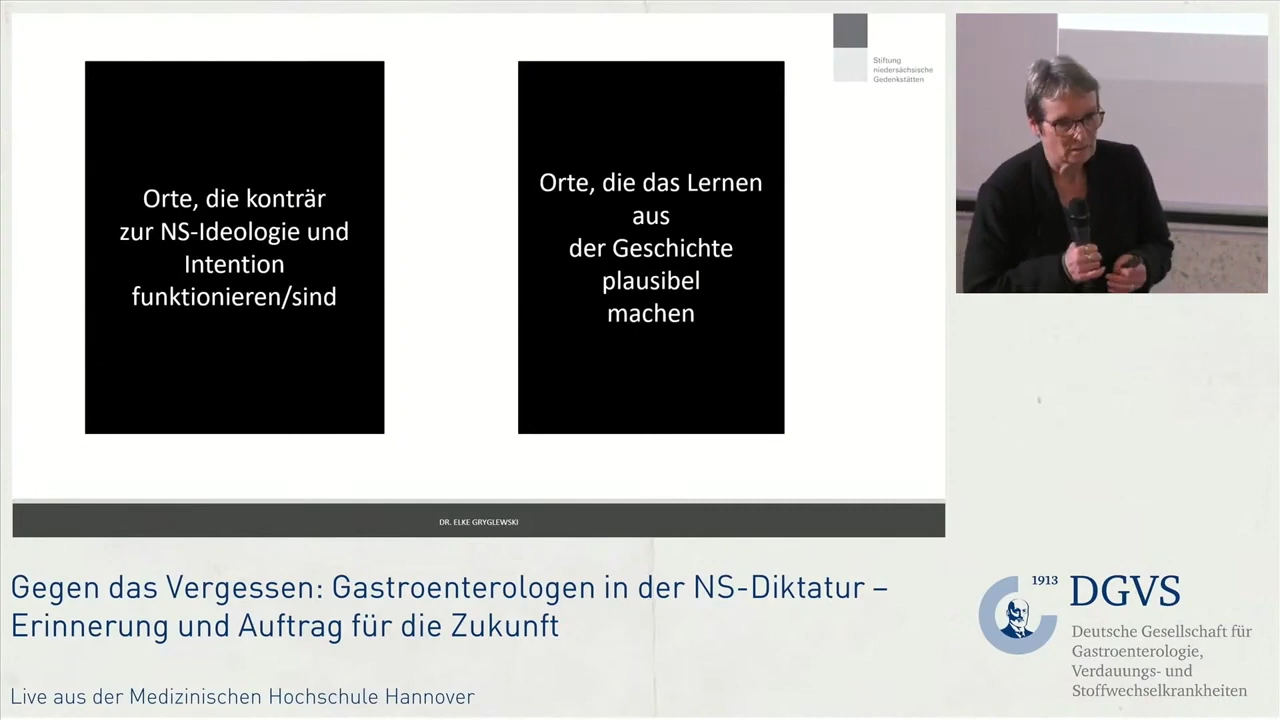 Stiftung
niedersächsische
Gedenkstätten
Orte, die konträr
zur NS-Ideologie und
Intention
funktionieren/sind
Orte, die das Lernen
aus
der Geschichte
plausibel
machen
DR. ELKE GRYGLEWSKI
Gegen das Vergessen: Gastroenterologen in der NS-Diktatur –
Erinnerung und Auftrag für die Zukunft
Live aus der Medizinischen Hochschule Hannover
1913 DGVS
Deutsche Gesellschaft für
Gastroenterologie,
Verdauungs- und
Stoffwechselkrankheiten